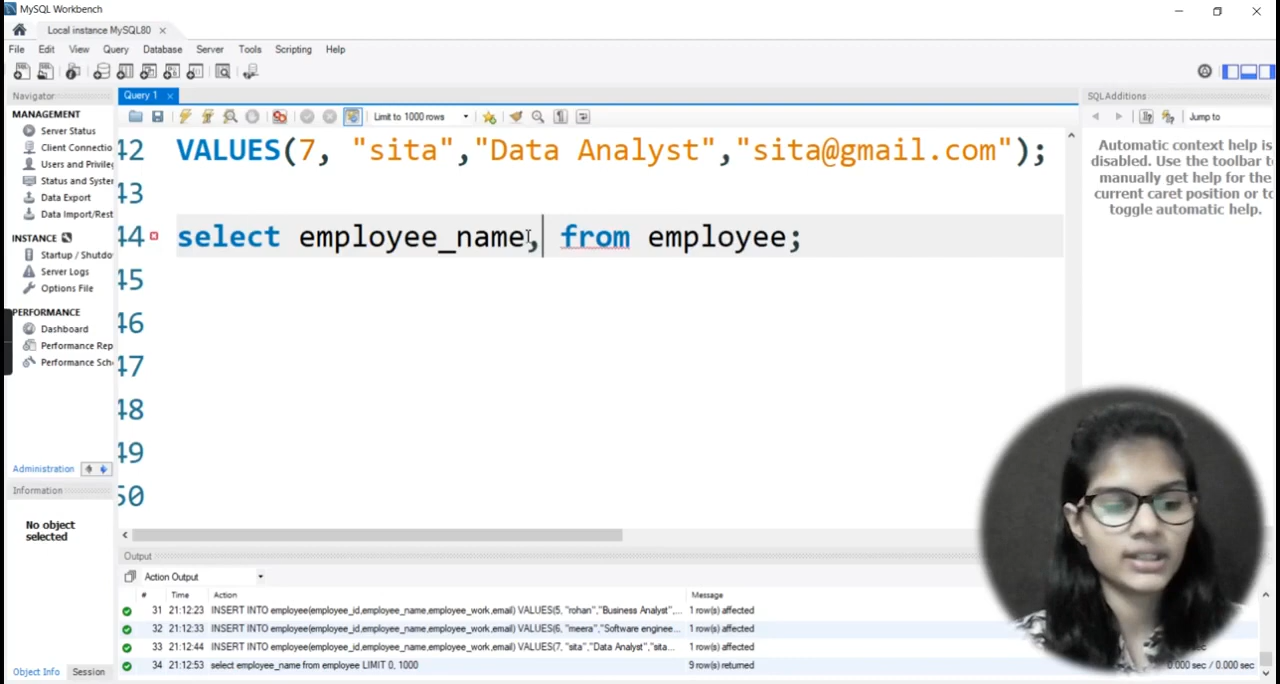 MySQL Workbench
Local instance MySQL80
File Edit View Query Database Server Tools Scripting Help
Navigator
MANAGEMENT
Server Status
Client Connectio
Users and Privileg
Status and Syster
Data Export
Data Import/Rest
INSTANCE
Startup / Shutdo
Server Logs
Options File
PERFORMANCE
Dashboard
Performance Rep
Performance Sch
Administration
Information
No object
selected
Object Info Session
Query 1
Limit to 1000 rows
42 VALUES(7, "sita","Data Analyst","sita@gmail.com");
43
44 select employee_name, from employee;
45
46
47
48
49
50
SQLAdditions
Jump to
Automatic context help is
disabled. Use the toolbar to
manually get help for the
current caret position or to
toggle automatic help.
Output
Action Output
# Time Action Message
31 21:12:23 INSERT INTO employee(employee_id,employee_name,employee_work,email) VALUES(5, "rohan","Business Analyst",... 1 row(s) affected
32 21:12:33 INSERT INTO employee(employee_id,employee_name,employee_work,email) VALUES(6, "meera","Software enginee... 1 row(s) affected
33 21:12:44 INSERT INTO employee(employee_id,employee_name,employee_work,email) VALUES(7, "sita","Data Analyst","sita... 1 row(s) affected
34 21:12:53 select employee_name from employee LIMIT 0, 1000 9 row(s) returned 0.000 sec / 0.000 sec